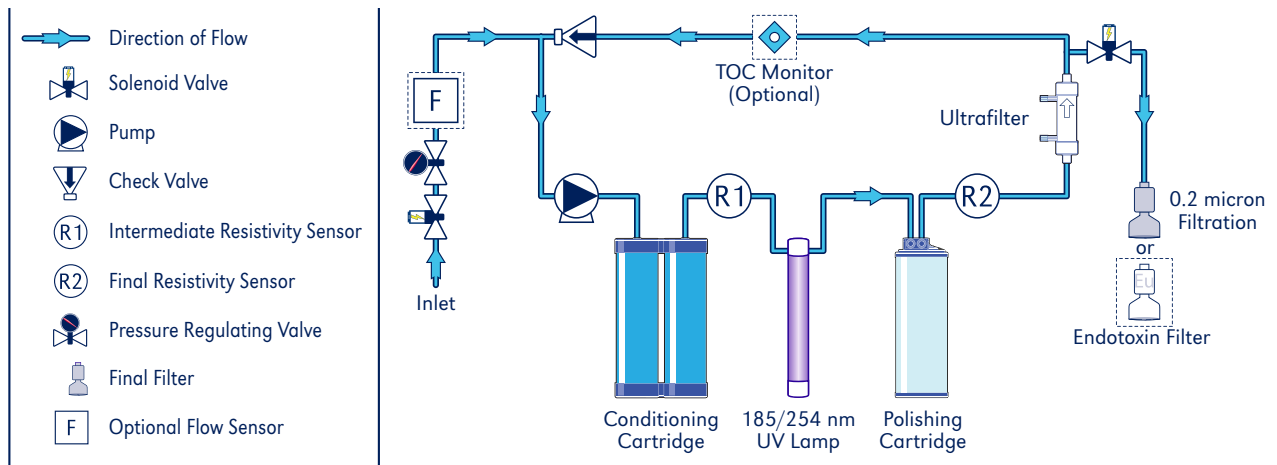 Direction of Flow
Solenoid Valve
Pump
Check Valve
R1
Intermediate Resistivity Sensor
R2
Final Resistivity Sensor
Pressure Regulating Valve
Final Filter
F
Optional Flow Sensor
F
Inlet
TOC Monitor
(Optional)
Ultrafilter
R1
R2
0.2 micron
Filtration
or
Eu
Endotoxin Filter
Conditioning
Cartridge
185/254 nm
UV Lamp
Polishing
Cartridge